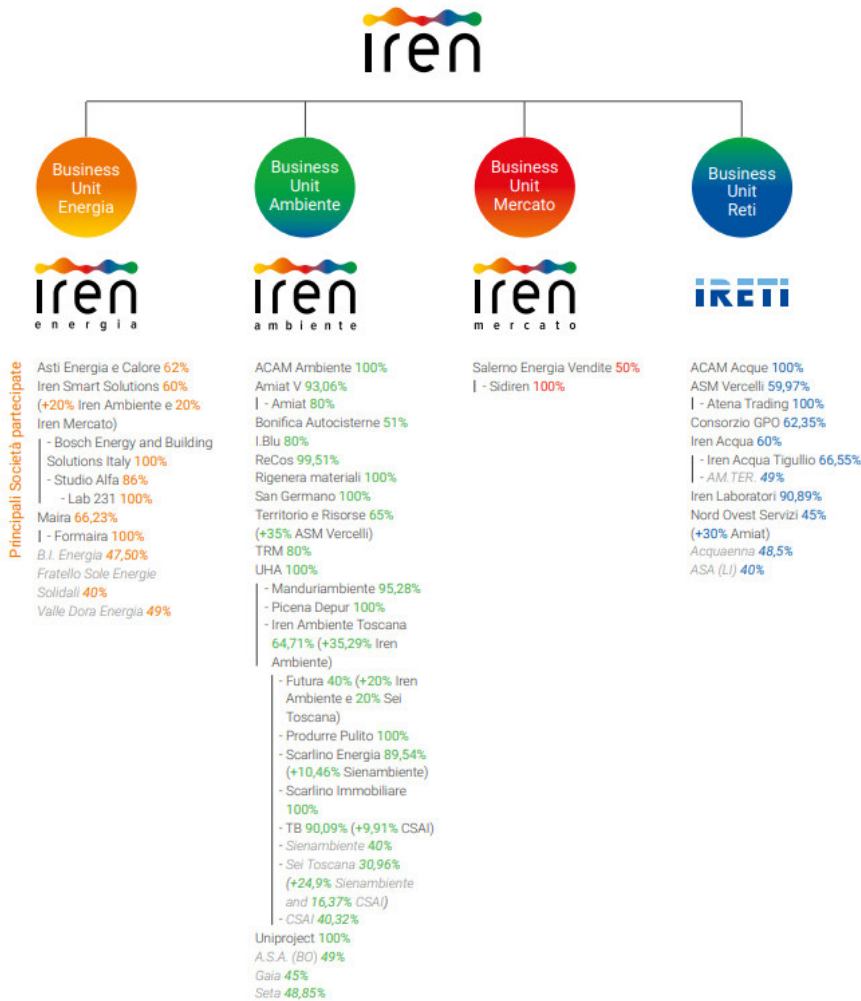 iren
Business
Unit
Energia
Business
Unit
Ambiente
Business
Unit
Mercato
Business
Unit
Reti
iren
energia
iren
ambiente
iren
mercato
IRETI
Principali Società partecipate
Asti Energia e Calore 62%
Iren Smart Solutions 60%
(+20% Iren Ambiente e 20%
Iren Mercato)
- Bosch Energy and Building
Solutions Italy 100%
- Studio Alfa 86%
- Lab 231 100%
Maira 66,23%
- Formaira 100%
B.I. Energia 47,50%
Fratello Sole Energie
Solidali 40%
Valle Dora Energia 49%
ACAM Ambiente 100%
Amiat V 93,06%
- Amiat 80%
Bonifica Autocisterne 51%
I.Blu 80%
ReCos 99,51%
Rigenera materiali 100%
San Germano 100%
Territorio e Risorse 65%
(+35% ASM Vercelli)
TRM 80%
UHA 100%
- Manduriambiente 95,28%
- Picena Depur 100%
- Iren Ambiente Toscana
64,71% (+35,29% Iren
Ambiente)
- Futura 40% (+20% Iren
Ambiente e 20% Sei
Toscana)
- Produrre Pulito 100%
- Scarlino Energia 89,54%
(+10,46% Sienambiente)
- Scarlino Immobiliare
100%
- TB 90,09% (+9,91% CSAI)
- Sienambiente 40%
- Sei Toscana 30,96%
(+24,9% Sienambiente
and 16,37% CSAI)
- CSAI 40,32%
Uniproject 100%
A.S.A. (BO) 49%
Gaia 45%
Seta 48,85%
Salerno Energia Vendite 50%
- Sidiren 100%
ACAM Acque 100%
ASM Vercelli 59,97%
- Atena Trading 100%
Consorzio GPO 62,35%
Iren Acqua 60%
- Iren Acqua Tigullio 66,55%
- AM.TER. 49%
Iren Laboratori 90,89%
Nord Ovest Servizi 45%
(+30% Amiat)
Acquaenna 48,5%
ASA (LI) 40%